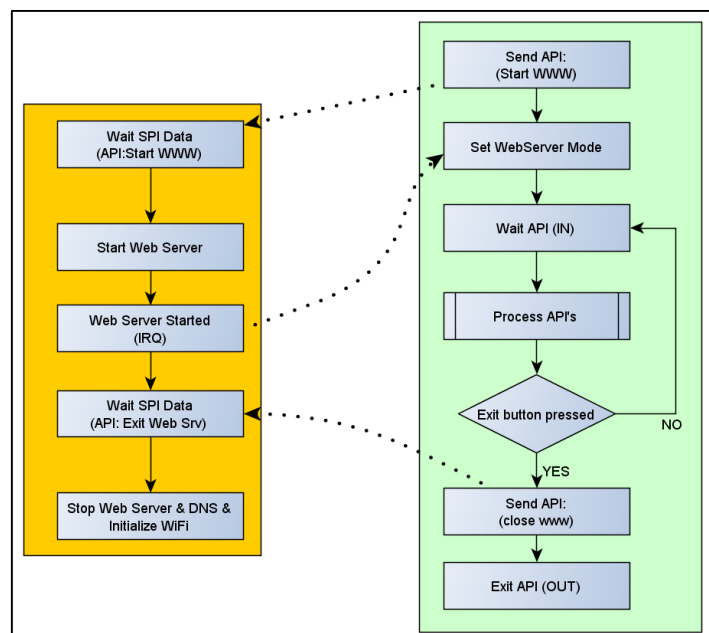 Wait SPI Data
(API:Start WWW)
Start Web Server
Web Server Started
(IRQ)
Wait SPI Data
(API: Exit Web Srv)
Stop Web Server & DNS &
Initialize WiFi
Send API:
(Start WWW)
Set WebServer Mode
Wait API (IN)
Process API's
Exit button pressed
NO
YES
Send API:
(close www)
Exit API (OUT)